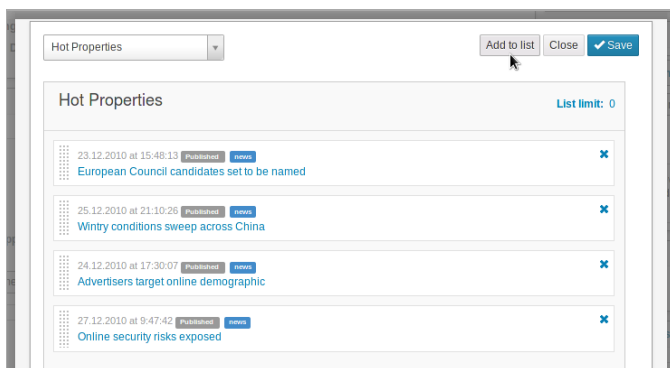 Hot Properties
Add to list
Close
Save
Hot Properties
List limit: 0
23.12.2010 at 15:48:13 Published news
European Council candidates set to be named
25.12.2010 at 21:10:26 Published news
Wintry conditions sweep across China
24.12.2010 at 17:30:07 Published news
Advertisers target online demographic
27.12.2010 at 9:47:42 Published news
Online security risks exposed